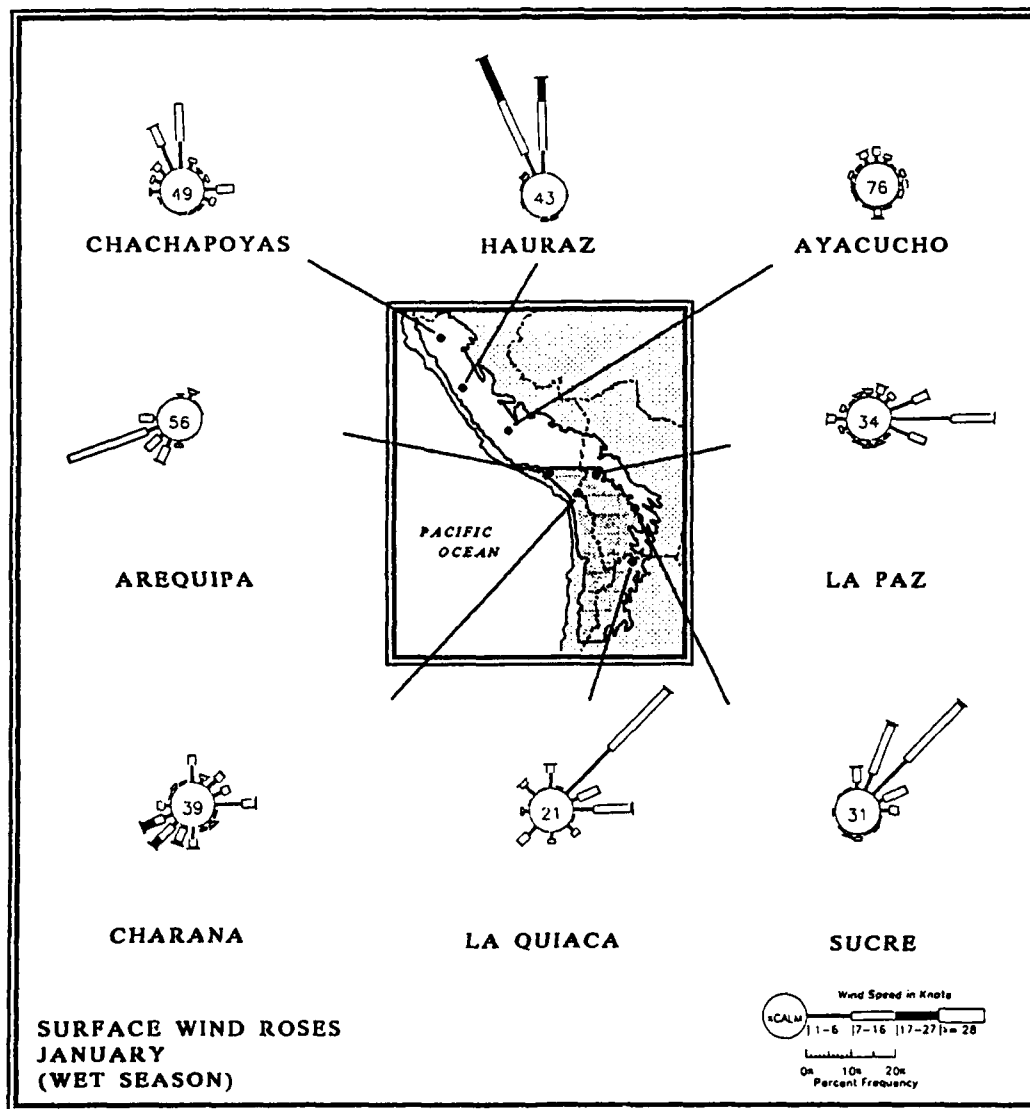 49
43
76
CHACHAPOYAS
HAURAZ
AYACUCHO
56
34
PACIFIC
OCEAN
AREQUIPA
LA PAZ
39
21
31
CHARANA
LA QUIACA
SUCRE
SURFACE WIND ROSES
JANUARY
(WET SEASON)
Wind Speed in Knots
%CALM
|1-6 |7-16 |17-27 |>= 28
0% 10% 20%
Percent Frequency